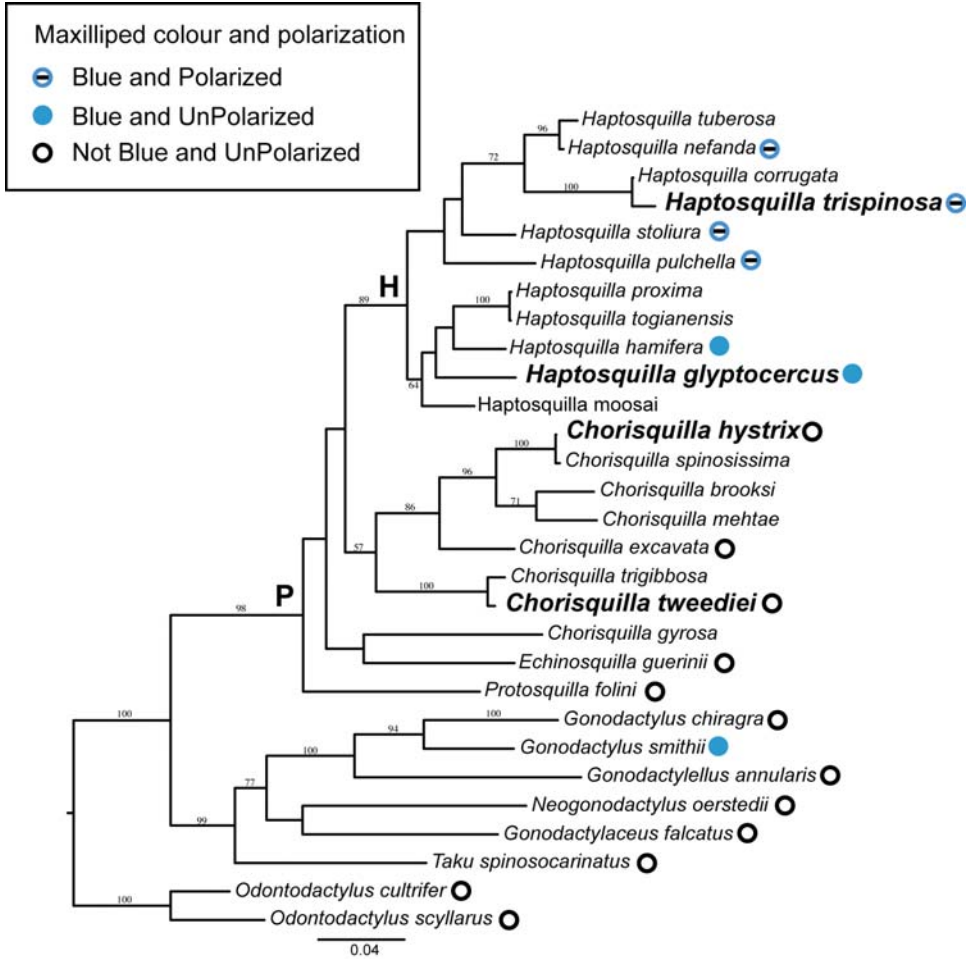 Maxilliped colour and polarization
Blue and Polarized
Blue and UnPolarized
Not Blue and UnPolarized
Haptosquilla tuberosa
96
Haptosquilla nefanda
72
Haptosquilla corrugata
100
Haptosquilla trispinosa
Haptosquilla stoliura
Haptosquilla pulchella
H
89
Haptosquilla proxima
100
Haptosquilla togianensis
Haptosquilla hamifera
Haptosquilla glyptocercus
64
Haptosquilla moosai
Chorisquilla hystrix
100
Chorisquilla spinosissima
96
Chorisquilla brooksi
71
Chorisquilla mehtae
86
Chorisquilla excavata
57
Chorisquilla trigibbosa
100
Chorisquilla tweediei
P
98
Chorisquilla gyrosa
Echinosquilla guerinii
Protosquilla folini
100
100
Gonodactylus chiragra
94
Gonodactylus smithii
100
Gonodactylellus annularis
77
Neogonodactylus oerstedii
99
Gonodactylaceus falcatus
Taku spinosocarinatus
Odontodactylus cultrifer
100
Odontodactylus scyllarus
0.04